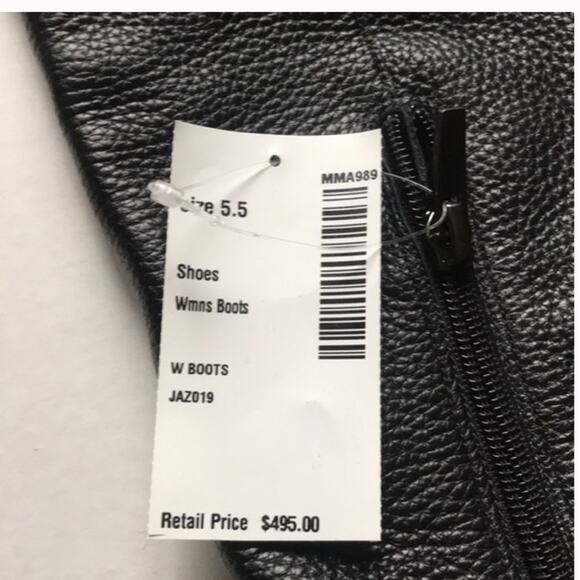 MMA989
Size 5.5
Shoes
Wmns Boots
W BOOTS
JAZ019
Retail Price $495.00